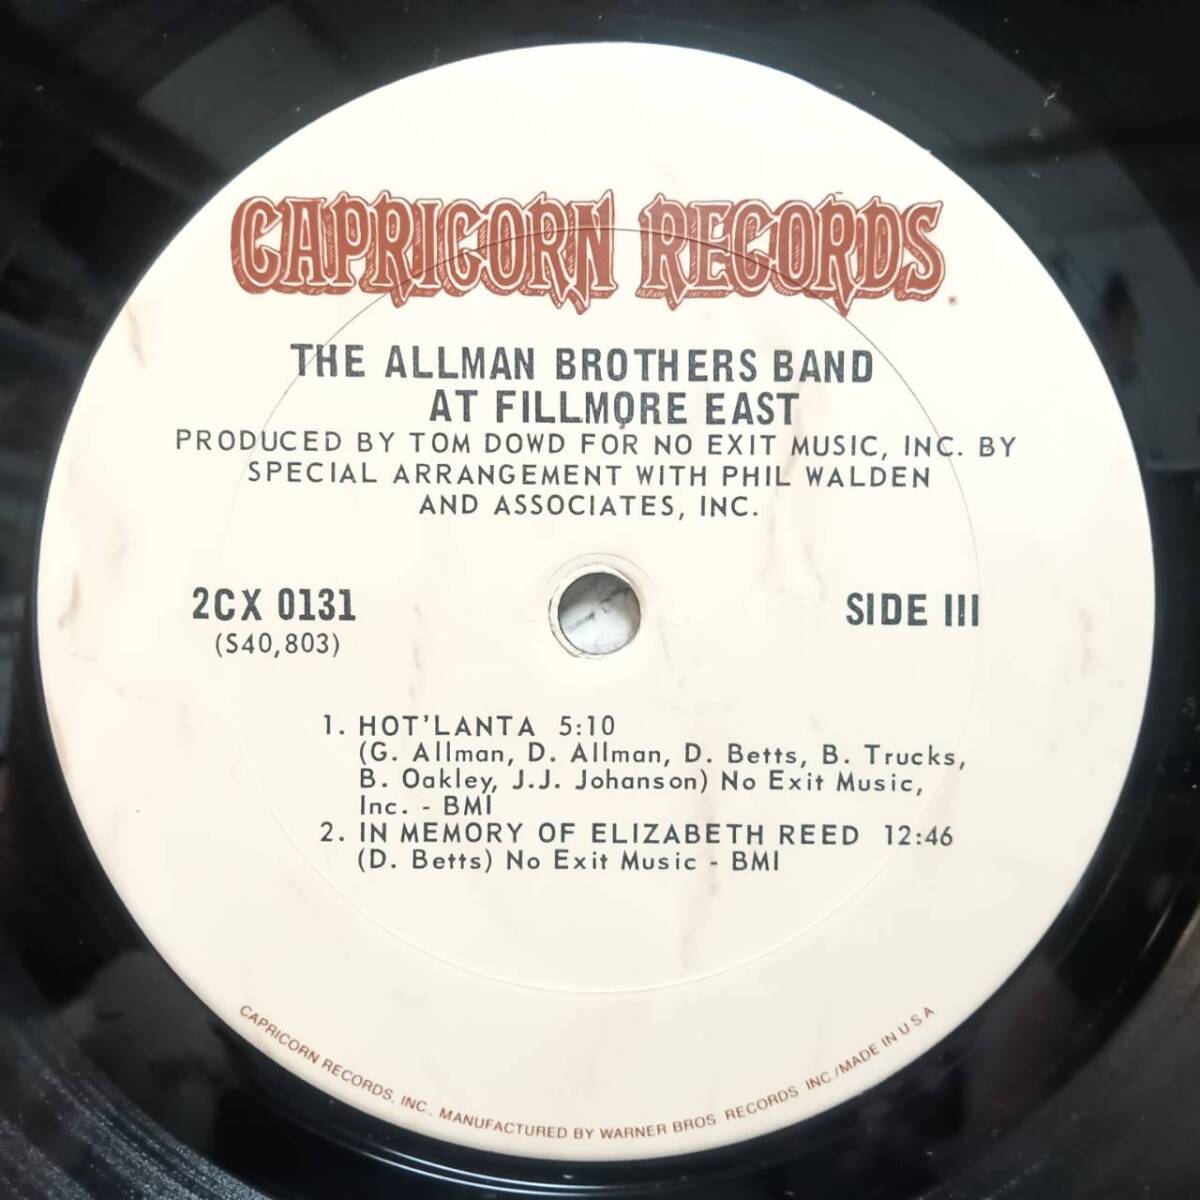 CAPRICORN RECORDS.
THE ALLMAN BROTHERS BAND
AT FILLMORE EAST
PRODUCED BY TOM DOWD FOR NO EXIT MUSIC, INC. BY
SPECIAL ARRANGEMENT WITH PHIL WALDEN
AND ASSOCIATES, INC.
2CX 0131
(S40,803)
SIDE III
1. HOT'LANTA 5:10
(G. Allman, D. Allman, D. Betts, B. Trucks,
B. Oakley, J.J. Johanson) No Exit Music,
Inc. - BMI
2. IN MEMORY OF ELIZABETH REED 12:46
(D. Betts) No Exit Music - BMI
CAPRICORN RECORDS, INC., MANUFACTURED BY WARNER BROS. RECORDS INC./MADE IN U S A